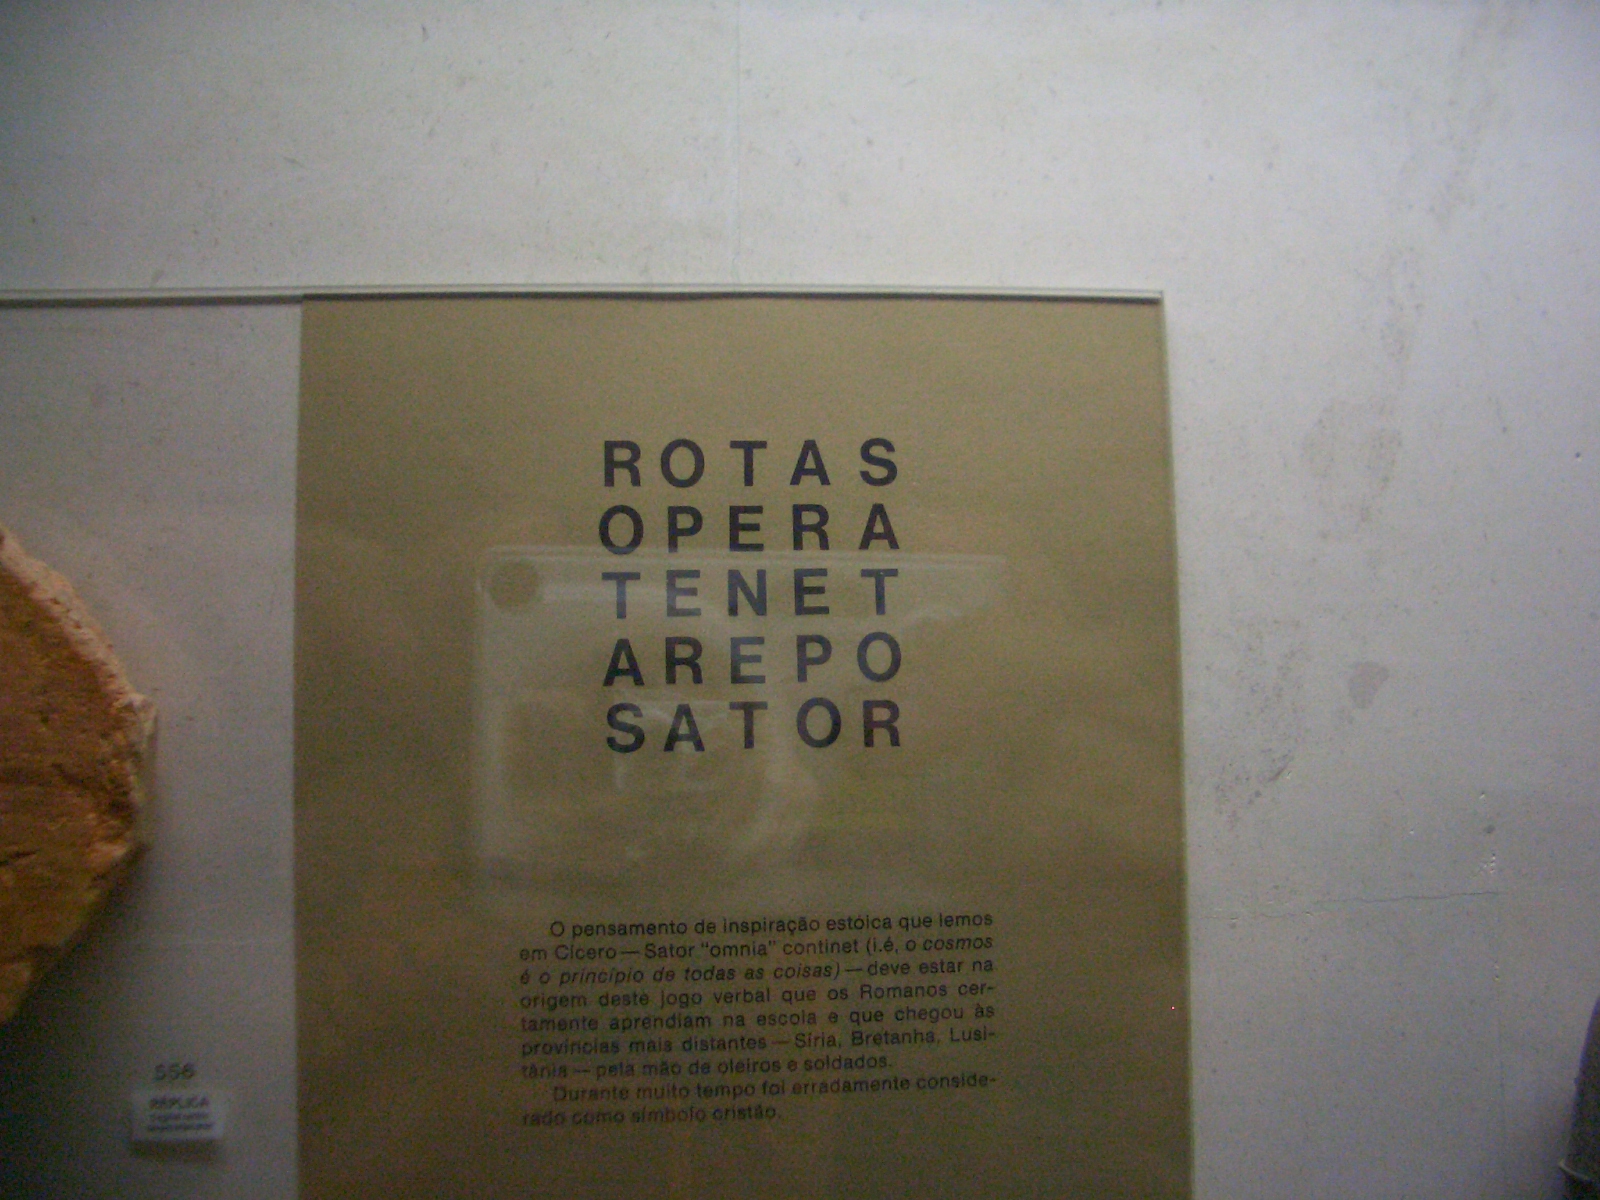 ROTAS
OPERA
TENET
AREPO
SATOR
O pensamento de inspiração estóica que lemos
em Cícero — Sator “omnia” continet (i.é, o cosmos
é o princípio de todas as coisas) — deve estar na
origem deste jogo verbal que os Romanos cer-
tamente aprendiam na escola e que chegou às
províncias mais distantes — Síria, Bretanha, Lusi-
tânia — pela mão de oleiros e soldados.
Durante muito tempo foi erradamente conside-
rado como símbolo cristão.
556
RÉPLICA